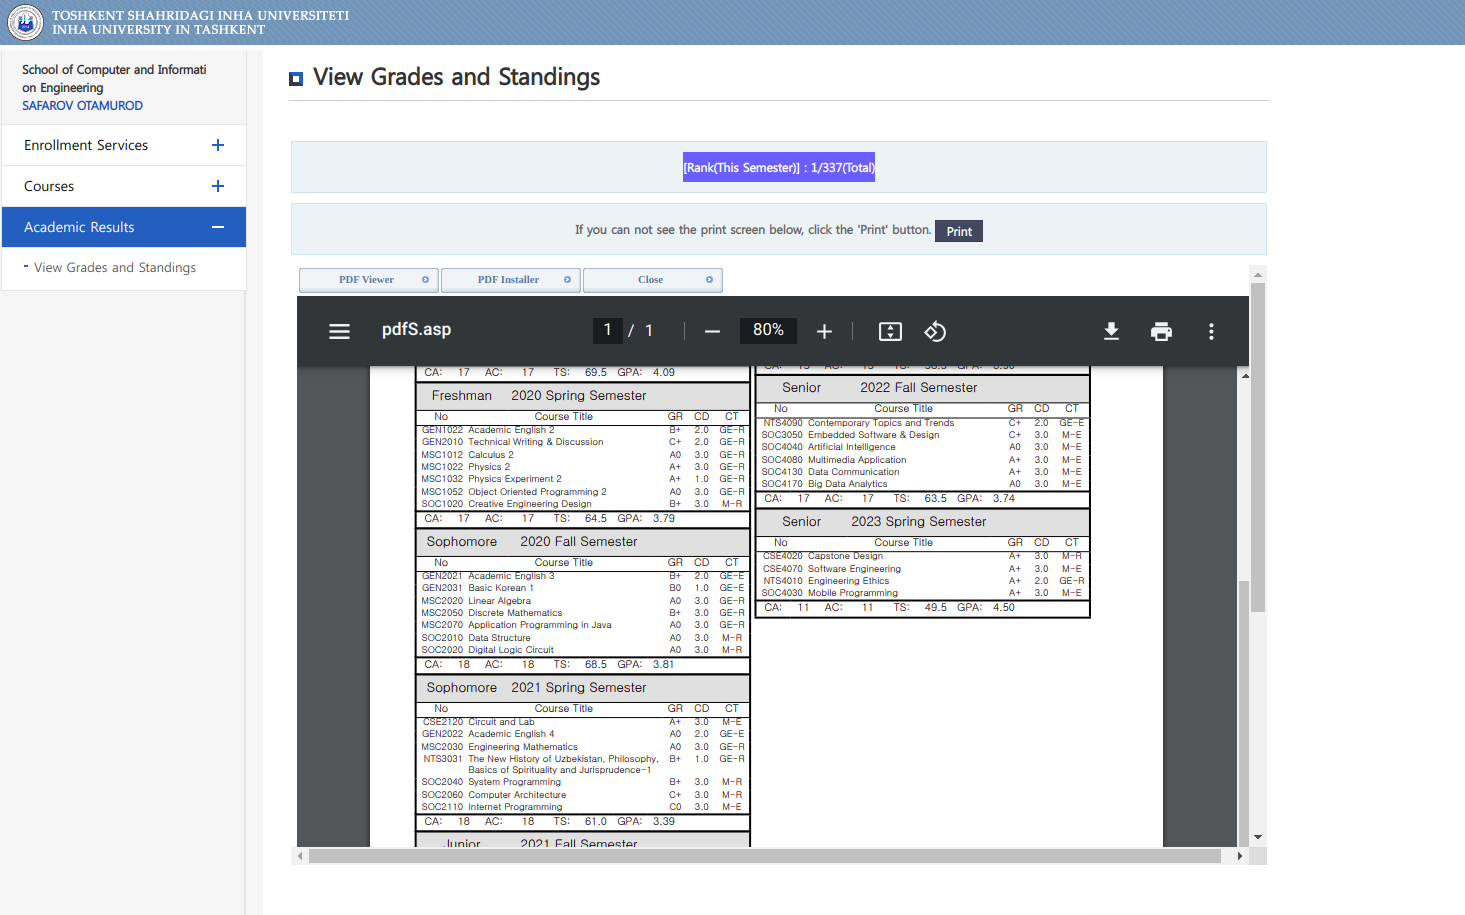 TOSHKENT SHAHRIDAGI INHA UNIVERSITETI
INHA UNIVERSITY IN TASHKENT
School of Computer and Informati
on Engineering
SAFAROV OTAMUROD
Enrollment Services
Courses
Academic Results
- View Grades and Standings
View Grades and Standings
[Rank(This Semester)] : 1/337(Total)
If you can not see the print screen below, click the 'Print' button. Print
PDF Viewer PDF Installer Close
pdfS.asp 1 / 1 80%
CA: 17 AC: 17 TS: 69.5 GPA: 4.09
Freshman 2020 Spring Semester
No Course Title GR CD CT
GEN1022 Academic English 2 B+ 2.0 GE-R
GEN2010 Technical Writing & Discussion C+ 2.0 GE-R
MSC1012 Calculus 2 A0 3.0 GE-R
MSC1022 Physics 2 A+ 3.0 GE-R
MSC1032 Physics Experiment 2 A+ 1.0 GE-R
MSC1052 Object Oriented Programming 2 A0 3.0 GE-R
SOC1020 Creative Engineering Design B+ 3.0 M-R
CA: 17 AC: 17 TS: 64.5 GPA: 3.79
Sophomore 2020 Fall Semester
No Course Title GR CD CT
GEN2021 Academic English 3 B+ 2.0 GE-E
GEN2031 Basic Korean 1 B0 1.0 GE-E
MSC2020 Linear Algebra A0 3.0 GE-R
MSC2050 Discrete Mathematics B+ 3.0 GE-R
MSC2070 Application Programming in Java A0 3.0 GE-R
SOC2010 Data Structure A0 3.0 M-R
SOC2020 Digital Logic Circuit A0 3.0 M-R
CA: 18 AC: 18 TS: 68.5 GPA: 3.81
Sophomore 2021 Spring Semester
No Course Title GR CD CT
CSE2120 Circuit and Lab A+ 3.0 M-E
GEN2022 Academic English 4 A0 2.0 GE-E
MSC2030 Engineering Mathematics A0 3.0 GE-R
NTS3031 The New History of Uzbekistan, Philosophy, B+ 1.0 GE-R
Basics of Spirituality and Jurisprudence-1
SOC2040 System Programming B+ 3.0 M-R
SOC2060 Computer Architecture C+ 3.0 M-R
SOC2110 Internet Programming C0 3.0 M-E
CA: 18 AC: 18 TS: 61.0 GPA: 3.39
Junior 2021 Fall Semester
Senior 2022 Fall Semester
No Course Title GR CD CT
NTS4090 Contemporary Topics and Trends C+ 2.0 GE-E
SOC3050 Embedded Software & Design C+ 3.0 M-E
SOC4040 Artificial Intelligence A0 3.0 M-E
SOC4080 Multimedia Application A+ 3.0 M-E
SOC4130 Data Communication A+ 3.0 M-E
SOC4170 Big Data Analytics A0 3.0 M-E
CA: 17 AC: 17 TS: 63.5 GPA: 3.74
Senior 2023 Spring Semester
No Course Title GR CD CT
CSE4020 Capstone Design A+ 3.0 M-R
CSE4070 Software Engineering A+ 3.0 M-E
NTS4010 Engineering Ethics A+ 2.0 GE-R
SOC4030 Mobile Programming A+ 3.0 M-E
CA: 11 AC: 11 TS: 49.5 GPA: 4.50